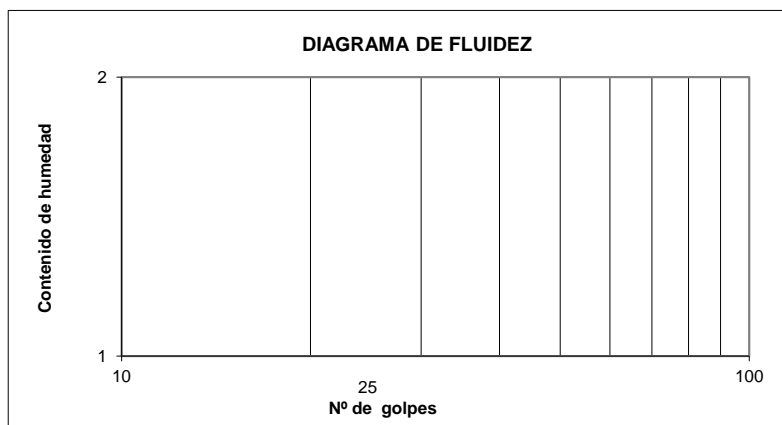 DIAGRAMA DE FLUIDEZ
2
Contenido de humedad
1
10
100
25
Nº de golpes